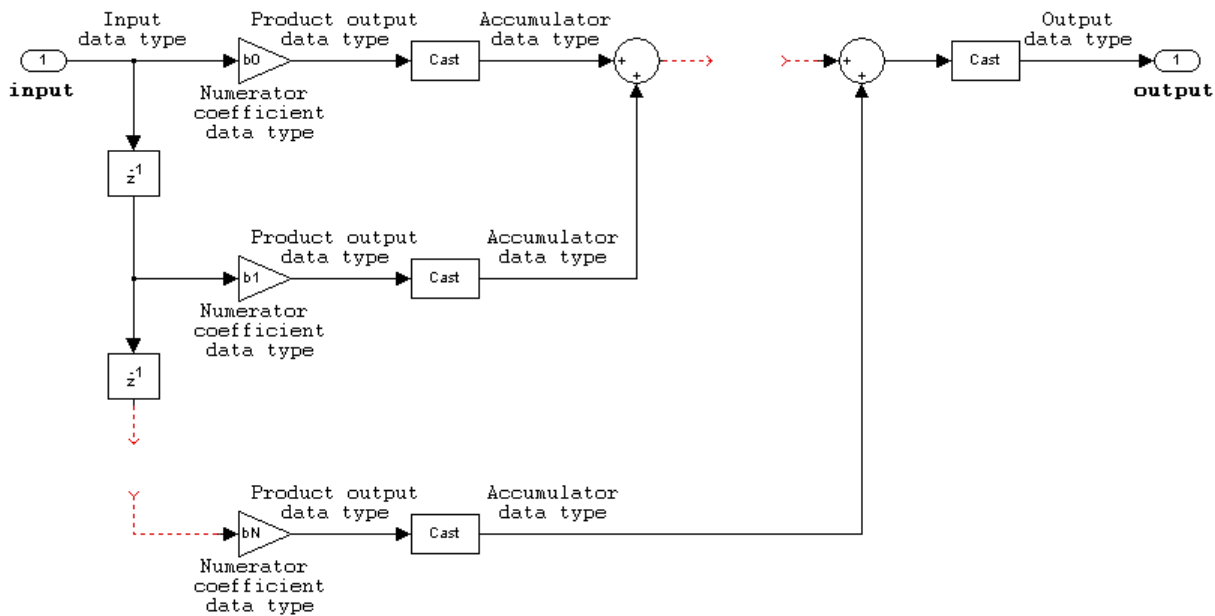 Input
data type
Product output
data type
Accumulator
data type
Output
data type
1
input
b0
Cast
+
+
+
+
Cast
1
output
Numerator
coefficient
data type
z-1
Product output
data type
Accumulator
data type
b1
Cast
Numerator
coefficient
data type
z-1
Product output
data type
Accumulator
data type
bN
Cast
Numerator
coefficient
data type